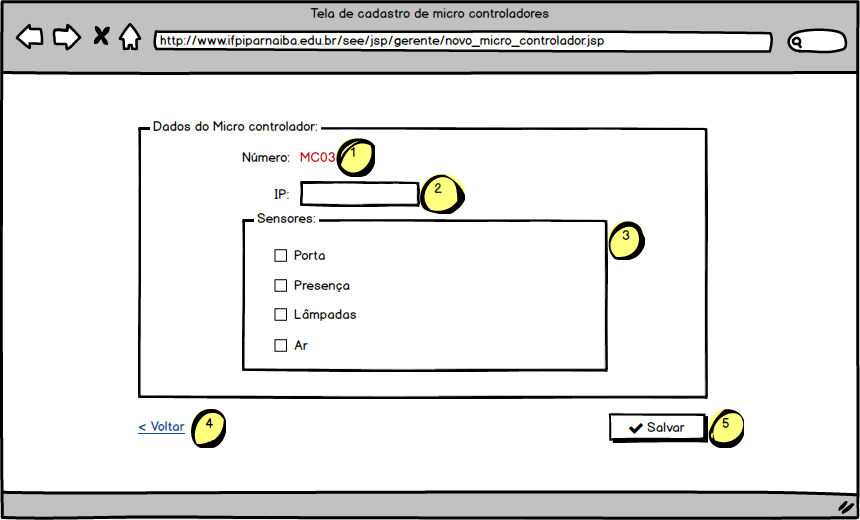 Tela de cadastro de micro controladores
http://www.ifpiparnaiba.edu.br/see/jsp/gerente/novo_micro_controlador.jsp
Dados do Micro controlador:
Número: MC03 1
IP: 2
Sensores: 3
Porta
Presença
Lâmpadas
Ar
< Voltar 4
Salvar 5